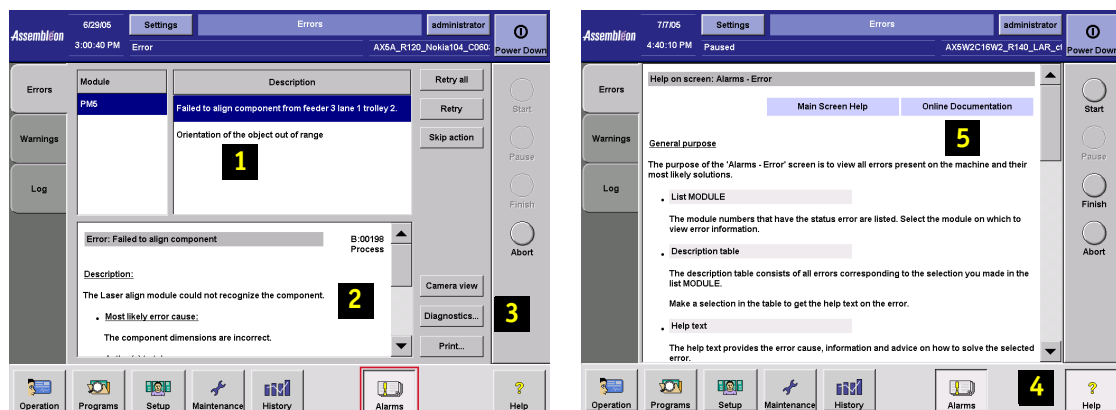 Assembléon
6/29/05 Settings Errors administrator
3:00:40 PM Error AX5A_R120_Nokia104_C060
Power Down
Errors
Warnings
Log
Module Description
PM5 Failed to align component from feeder 3 lane 1 trolley 2.
Orientation of the object out of range
1
Retry all
Retry
Skip action
Start
Pause
Finish
Abort
Error: Failed to align component B:00198
Process
Description:
The Laser align module could not recognize the component.
2
• Most likely error cause:
The component dimensions are incorrect.
Camera view
Diagnostics...
3
Print...
Operation Programs Setup Maintenance History Alarms Help
Assembléon
7/7/05 Settings Errors administrator
4:40:10 PM Paused AX5W2C16W2_R140_LAR_ct
Power Down
Errors
Warnings
Log
Help on screen: Alarms - Error
Main Screen Help Online Documentation
5
General purpose
The purpose of the 'Alarms - Error' screen is to view all errors present on the machine and their
most likely solutions.
• List MODULE
The module numbers that have the status error are listed. Select the module on which to
view error information.
• Description table
The description table consists of all errors corresponding to the selection you made in the
list MODULE.
Make a selection in the table to get the help text on the error.
• Help text
The help text provides the error cause, information and advice on how to solve the selected
error.
Start
Pause
Finish
Abort
Operation Programs Setup Maintenance History Alarms 4 Help